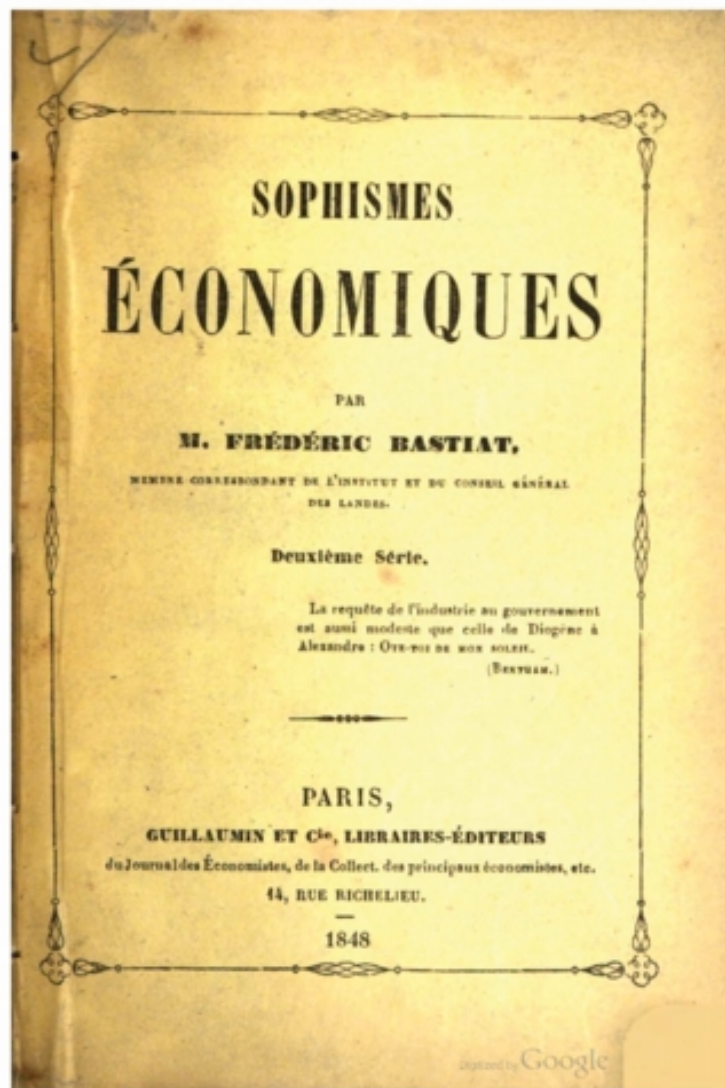 SOPHISMES
ÉCONOMIQUES
PAR
M. FRÉDÉRIC BASTIAT,
MEMBRE CORRESPONDANT DE L'INSTITUT ET DU CONSEIL GÉNÉRAL
DES LANDES.
Deuxième Série.
La requête de l'industrie au gouvernement
est aussi modeste que celle de Diogène à
Alexandre : OTE-TOI DE MON SOLEIL.
(BENTHAM.)
PARIS,
GUILLAUMIN ET Cie, LIBRAIRES-ÉDITEURS
du Journal des Économistes, de la Collect. des principaux économistes, etc.
14, RUE RICHELIEU.
1848
Digitized by Google